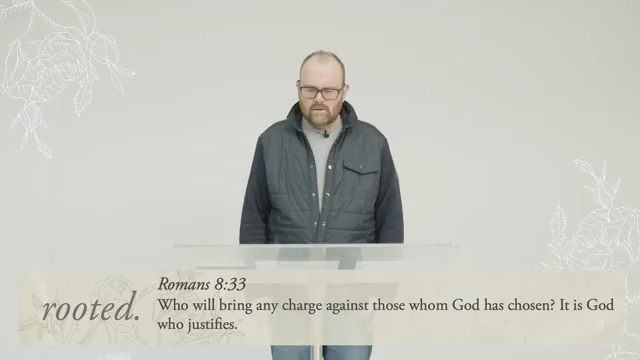 rooted.
Romans 8:33
Who will bring any charge against those whom God has chosen? It is God
who justifies.